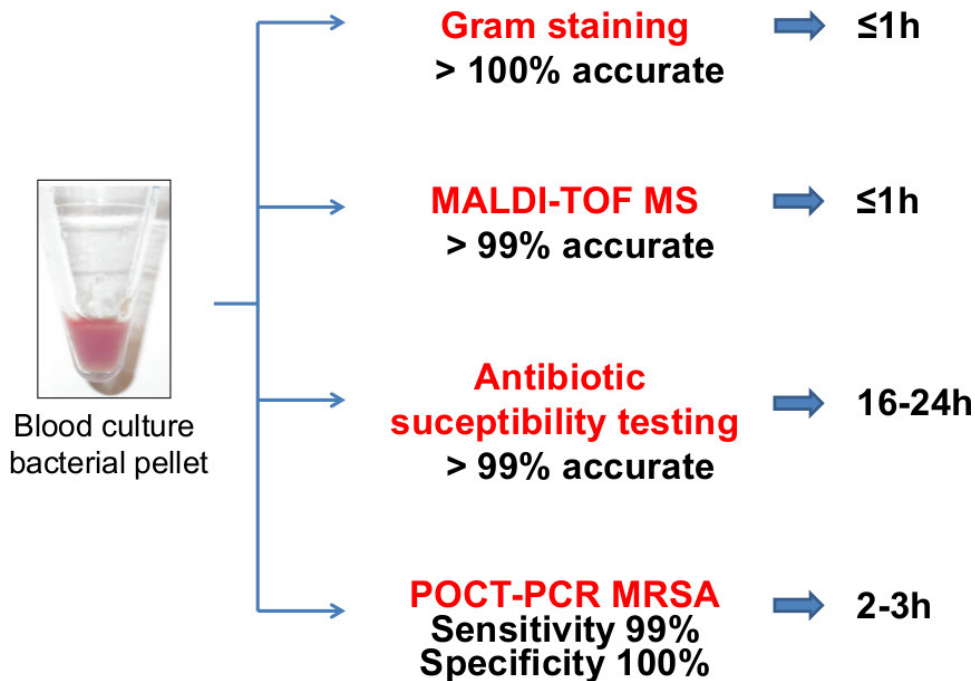 Gram staining
> 100% accurate
≤1h
MALDI-TOF MS
> 99% accurate
≤1h
Blood culture
bacterial pellet
Antibiotic
suceptibility testing
> 99% accurate
16-24h
POCT-PCR MRSA
Sensitivity 99%
Specificity 100%
2-3h